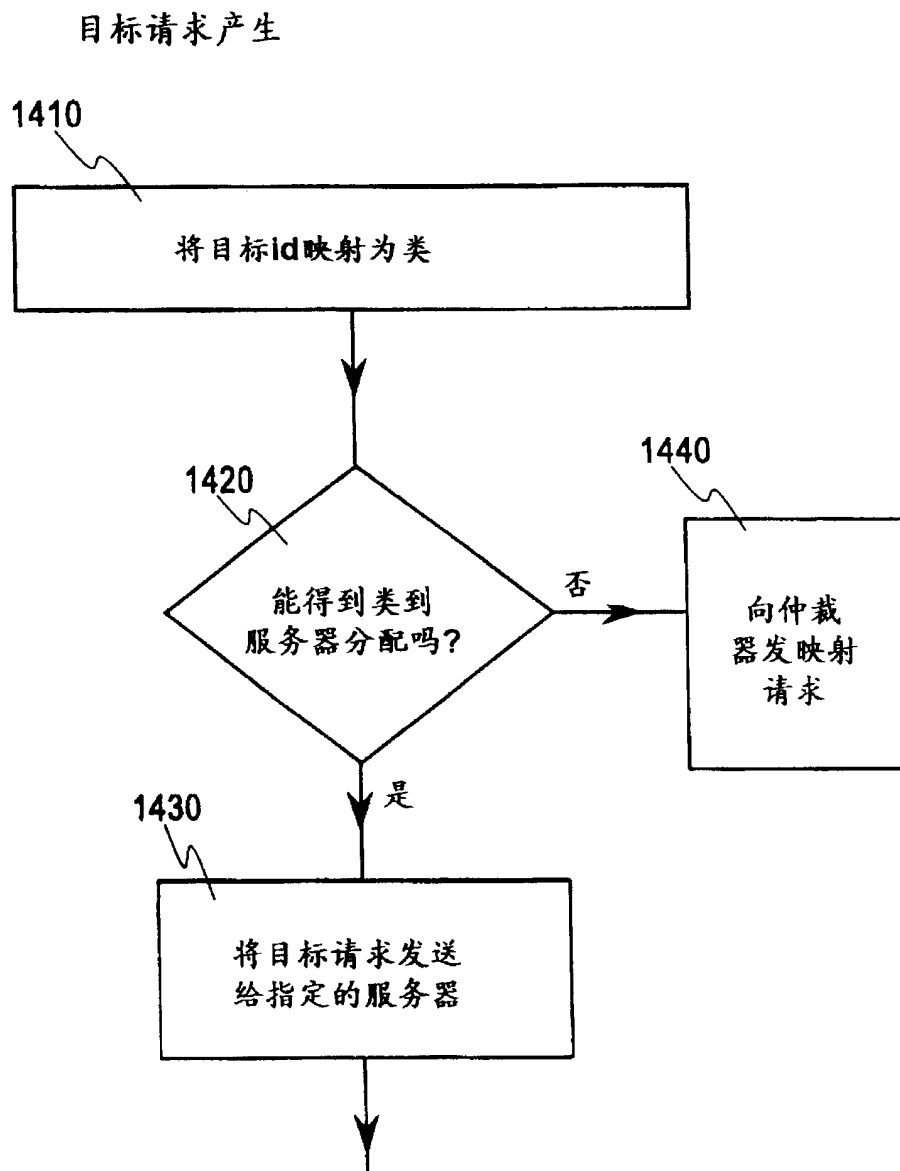 目标请求产生
1410
将目标id映射为类
1420
能得到类到
服务器分配吗?
否
1440
向仲裁
器发映射
请求
是
1430
将目标请求发送
给指定的服务器